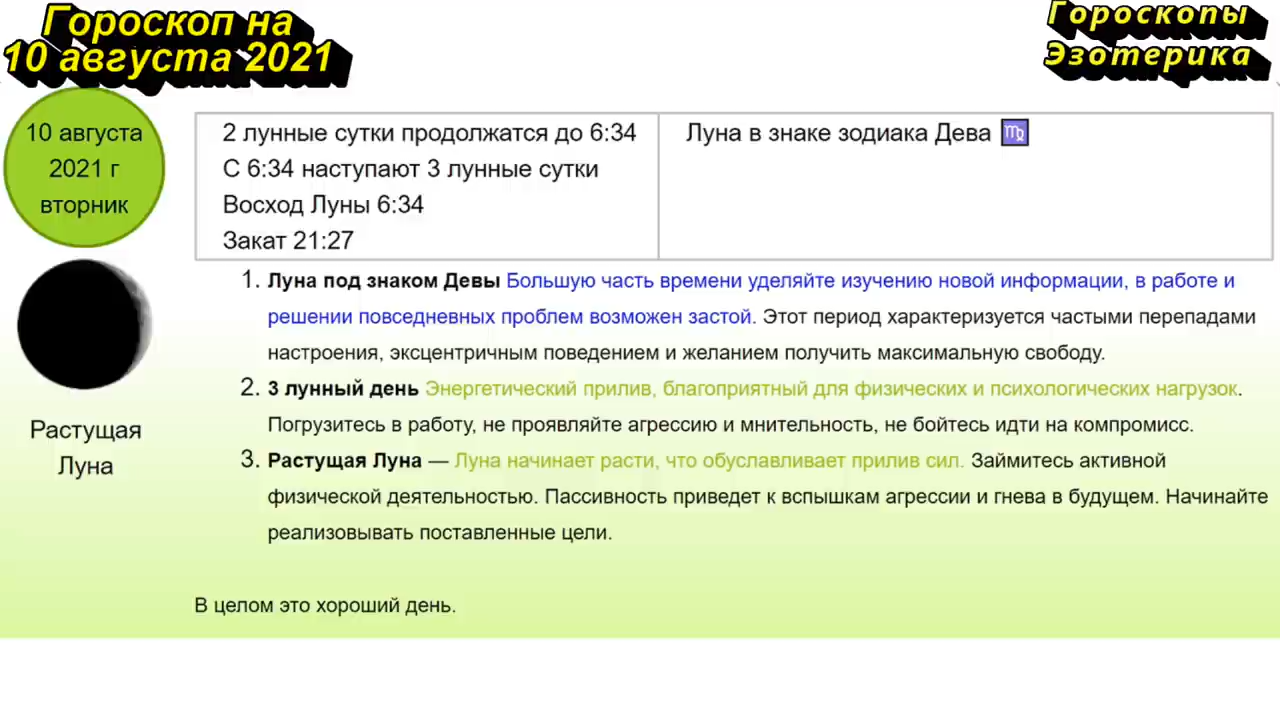 Гороскоп на
10 августа 2021
Гороскопы
Эзотерика
10 августа
2021 г
вторник
2 лунные сутки продолжатся до 6:34
С 6:34 наступают 3 лунные сутки
Восход Луны 6:34
Закат 21:27
Луна в знаке зодиака Дева ♍
Растущая
Луна
1. Луна под знаком Девы Большую часть времени уделяйте изучению новой информации, в работе и
решении повседневных проблем возможен застой. Этот период характеризуется частыми перепадами
настроения, эксцентричным поведением и желанием получить максимальную свободу.
2. 3 лунный день Энергетический прилив, благоприятный для физических и психологических нагрузок.
Погрузитесь в работу, не проявляйте агрессию и мнительность, не бойтесь идти на компромисс.
3. Растущая Луна — Луна начинает расти, что обуславливает прилив сил. Займитесь активной
физической деятельностью. Пассивность приведет к вспышкам агрессии и гнева в будущем. Начинайте
реализовывать поставленные цели.
В целом это хороший день.